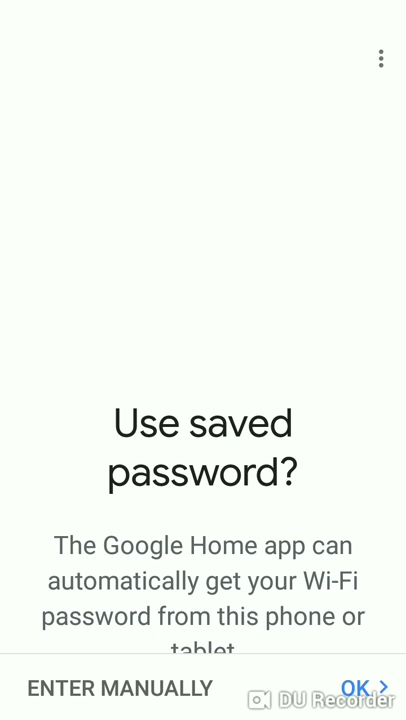 Use saved
password?
The Google Home app can
automatically get your Wi-Fi
password from this phone or
tablet
ENTER MANUALLY
OK
DU Recorder